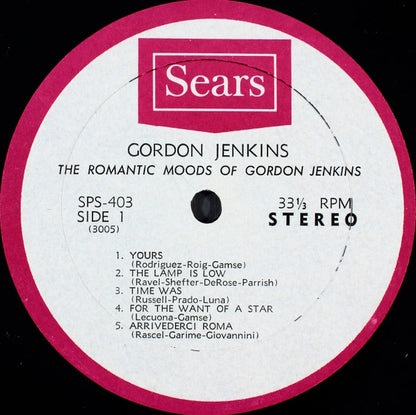 Sears
GORDON JENKINS
THE ROMANTIC MOODS OF GORDON JENKINS
SPS-403 33⅓ RPM
SIDE 1 STEREO
(3005)
1. YOURS
(Rodriguez-Roig-Gamse)
2. THE LAMP IS LOW
(Ravel-Shefter-DeRose-Parrish)
3. TIME WAS
(Russell-Prado-Luna)
4. FOR THE WANT OF A STAR
(Lecuona-Gamse)
5. ARRIVEDERCI ROMA
(Rascel-Garime-Giovannini)